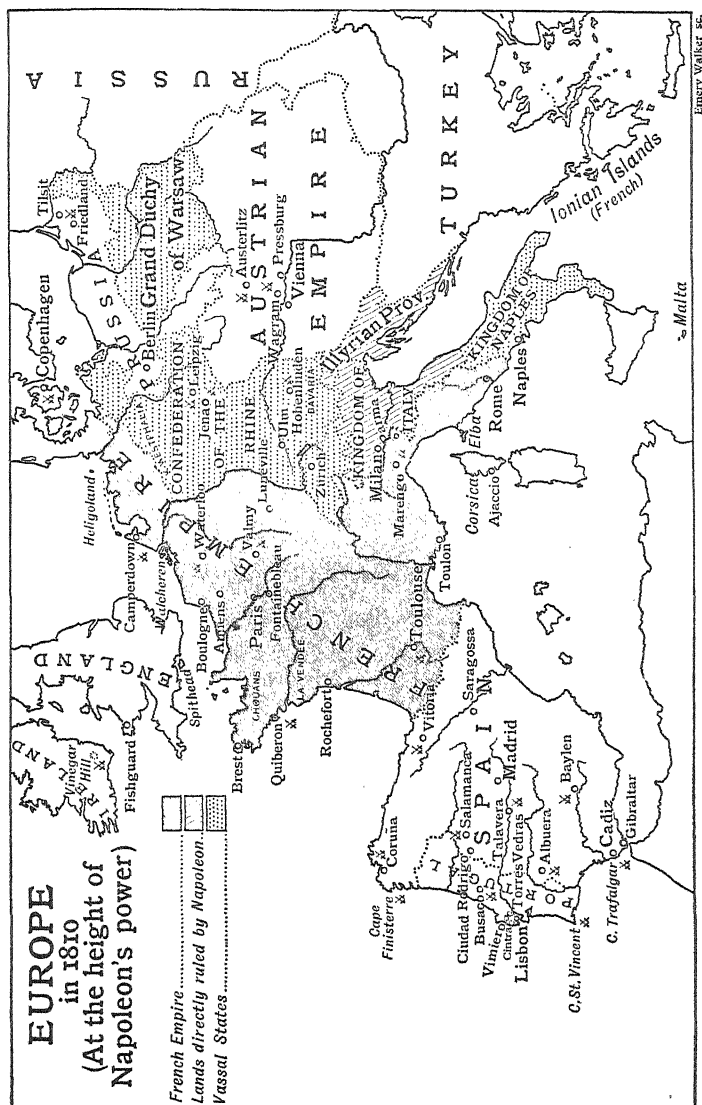 EUROPE
in 1810
(At the height of
Napoleon's power)
French Empire
Lands directly ruled by Napoleon
Vassal States
IRELAND
Vinegar
Hill
Fishguard
ENGLAND
Spithead
Heligoland
Camperdown
Walcheren
Copenhagen
Tilsit
Friedland
RUSSIA
PRUSSIA
Berlin
Grand Duchy
of Warsaw
WESTPHALIA
CONFEDERATION
OF THE
RHINE
Leipzig
Jena
Boulogne
Amiens
Waterloo
Valmy
Luneville
Paris
Fontainebleau
Brest
CHOUANS
Quiberon
LA VENDÉE
Rochefort
FRENCH
EMPIRE
Toulouse
Toulon
Ulm
Hohenlinden
BAVARIA
Zürich
AUSTRIAN
EMPIRE
Austerlitz
Wagram
Pressburg
Vienna
Illyrian Prov.
KINGDOM OF
ITALY
Milano
Parma
Marengo
Elba
Rome
Naples
KINGDOM OF
NAPLES
Corsica
Ajaccio
Malta
TURKEY
Ionian Islands
(French)
Cape
Finisterre
Coruña
Vitoria
Saragossa
SPAIN
Ciudad Rodrigo
Salamanca
Busaco
Talavera
Madrid
Vimiero
Cintra
Torres Vedras
Lisbon
Albuera
Baylen
PORTUGAL
C. St. Vincent
C. Trafalgar
Cadiz
Gibraltar
Emery Walker sc.